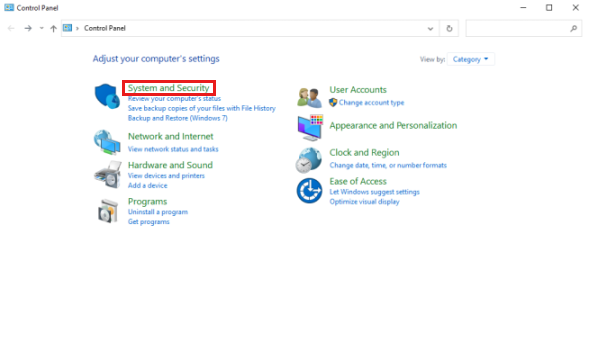 Control Panel
Control Panel
Adjust your computer's settings
View by: Category
System and Security
Review your computer's status
Save backup copies of your files with File History
Backup and Restore (Windows 7)
Network and Internet
View network status and tasks
Hardware and Sound
View devices and printers
Add a device
Programs
Uninstall a program
Get programs
User Accounts
Change account type
Appearance and Personalization
Clock and Region
Change date, time, or number formats
Ease of Access
Let Windows suggest settings
Optimize visual display